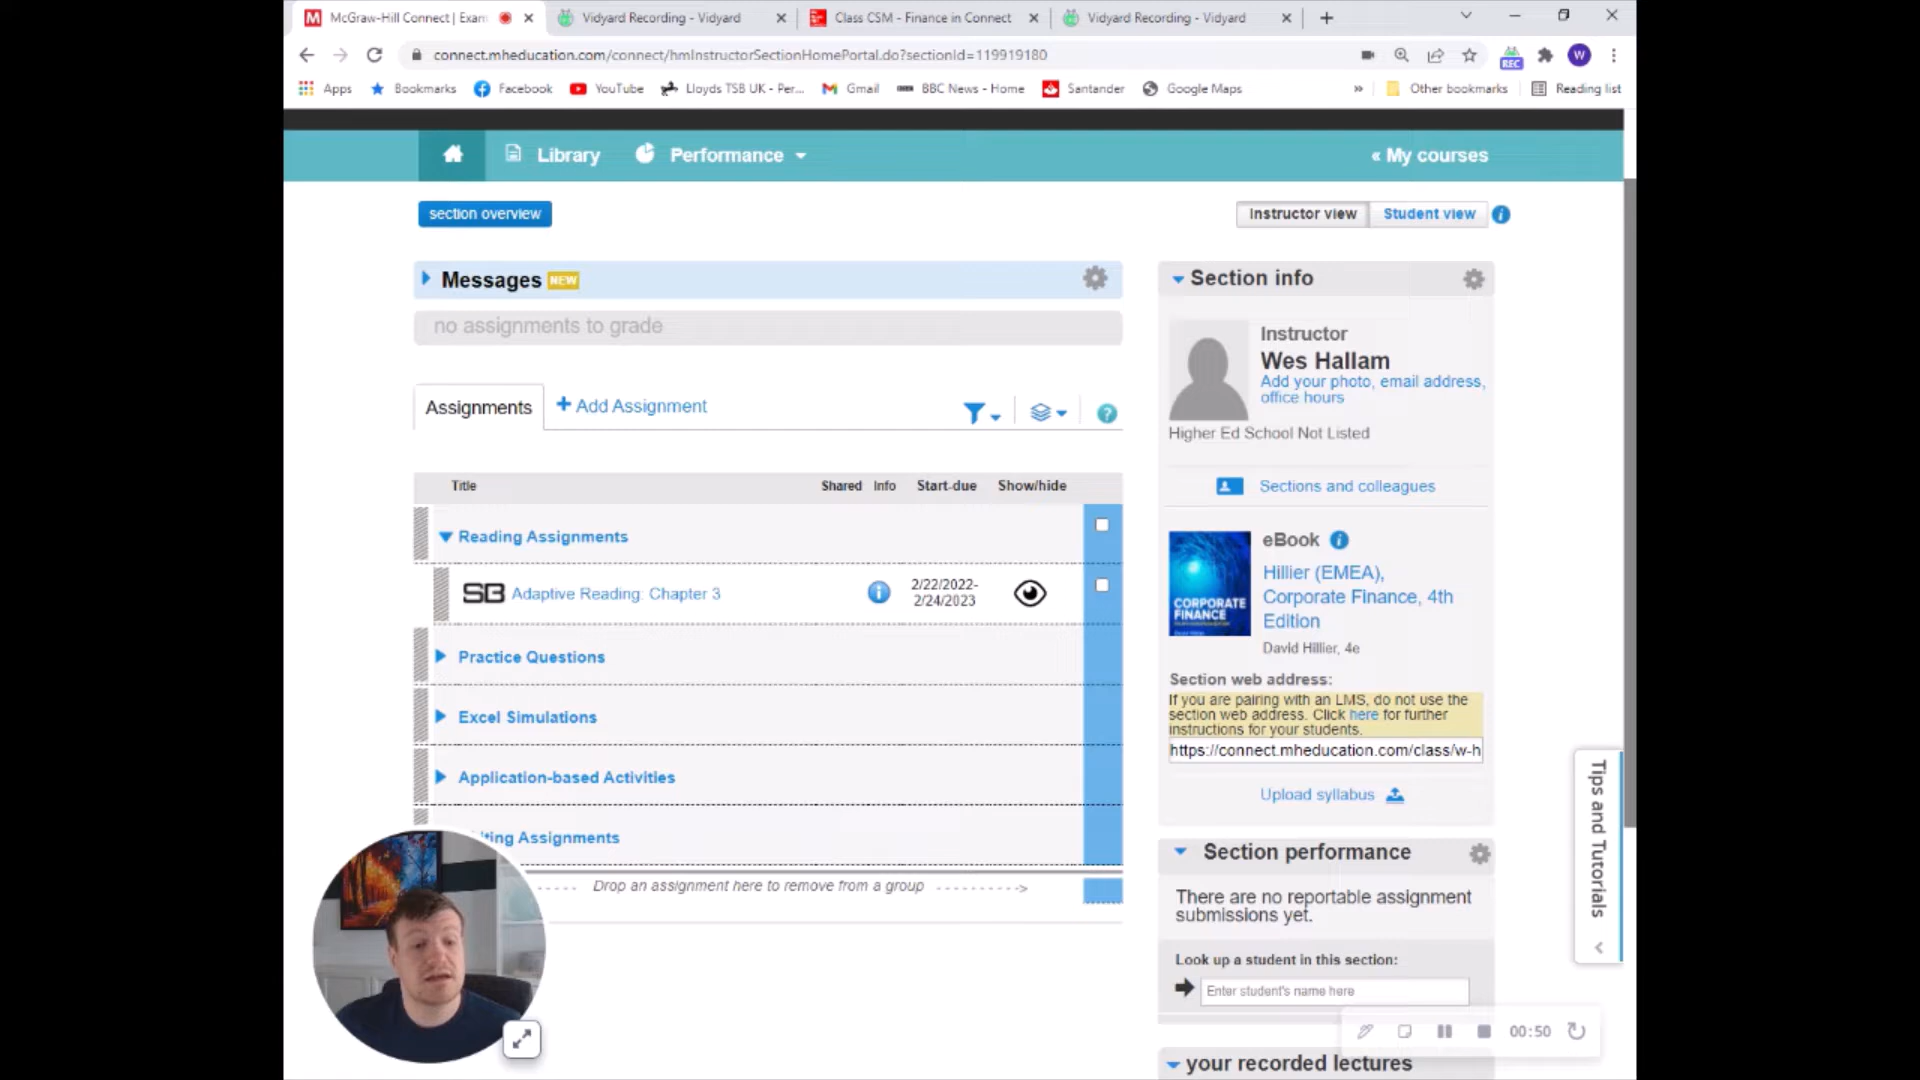 McGraw-Hill Connect | Exam
Vidyard Recording - Vidyard
Class CSM - Finance in Connect
Vidyard Recording - Vidyard
connect.mheducation.com/connect/hmInstructorSectionHomePortal.do?sectionId=119919180
REC
W
Apps
Bookmarks
Facebook
YouTube
Lloyds TSB UK - Per...
Gmail
BBC News - Home
Santander
Google Maps
»
Other bookmarks
Reading list
Library
Performance
« My courses
section overview
Instructor view
Student view
Messages NEW
no assignments to grade
Assignments
+ Add Assignment
Title
Shared
Info
Start-due
Show/hide
Reading Assignments
SB Adaptive Reading: Chapter 3
2/22/2022-
2/24/2023
Practice Questions
Excel Simulations
Application-based Activities
iting Assignments
Drop an assignment here to remove from a group
Section info
Instructor
Wes Hallam
Add your photo, email address,
office hours
Higher Ed School Not Listed
Sections and colleagues
CORPORATE
FINANCE
eBook
Hillier (EMEA),
Corporate Finance, 4th
Edition
David Hillier, 4e
Section web address:
If you are pairing with an LMS, do not use the
section web address. Click here for further
instructions for your students.
https://connect.mheducation.com/class/w-h
Upload syllabus
Section performance
There are no reportable assignment
submissions yet.
Look up a student in this section:
Enter student's name here
your recorded lectures
Tips and Tutorials
00:50